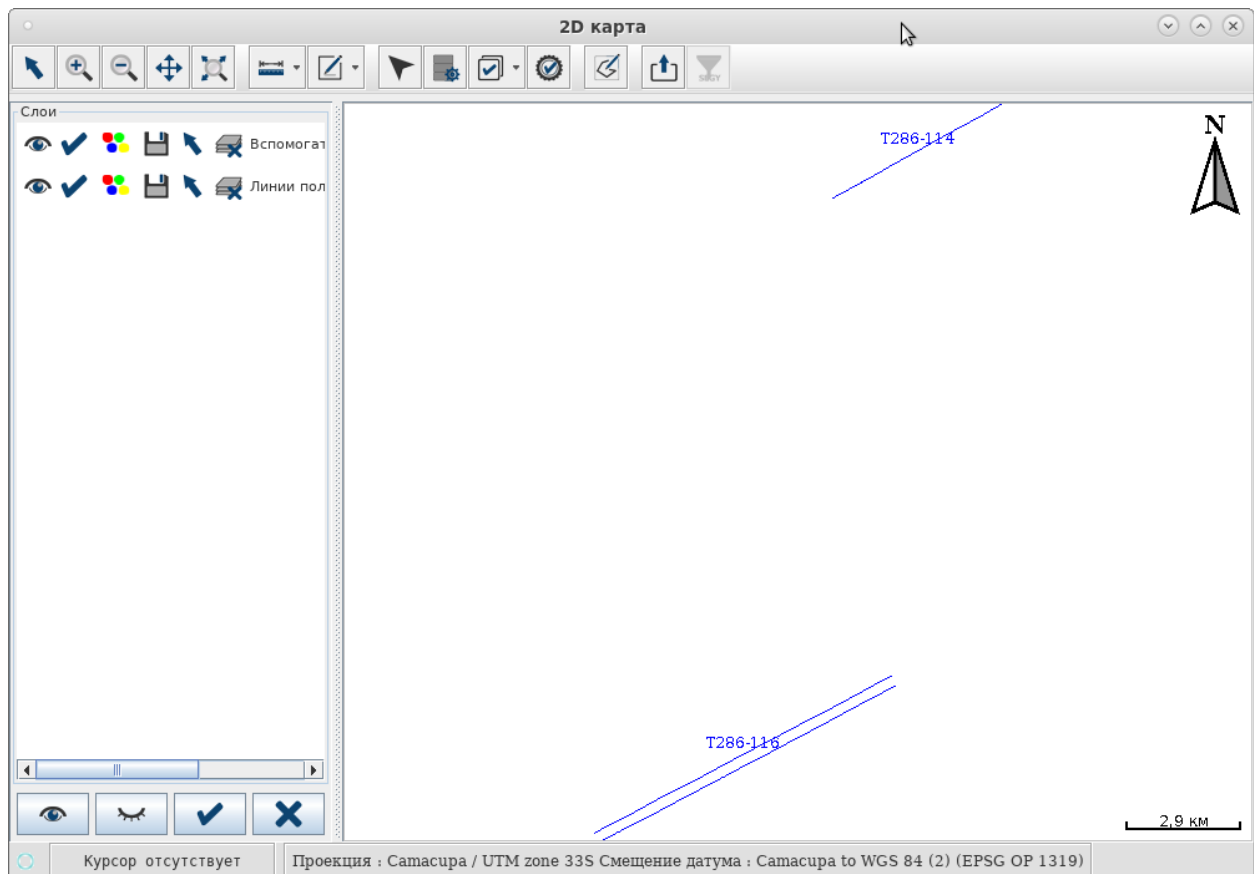 2D карта
SEGY
Слои
Вспомогат
Линии пол
T286-114
N
T286-116
2,9 км
Курсор отсутствует
Проекция : Camacupa / UTM zone 33S Смещение датума : Camacupa to WGS 84 (2) (EPSG OP 1319)